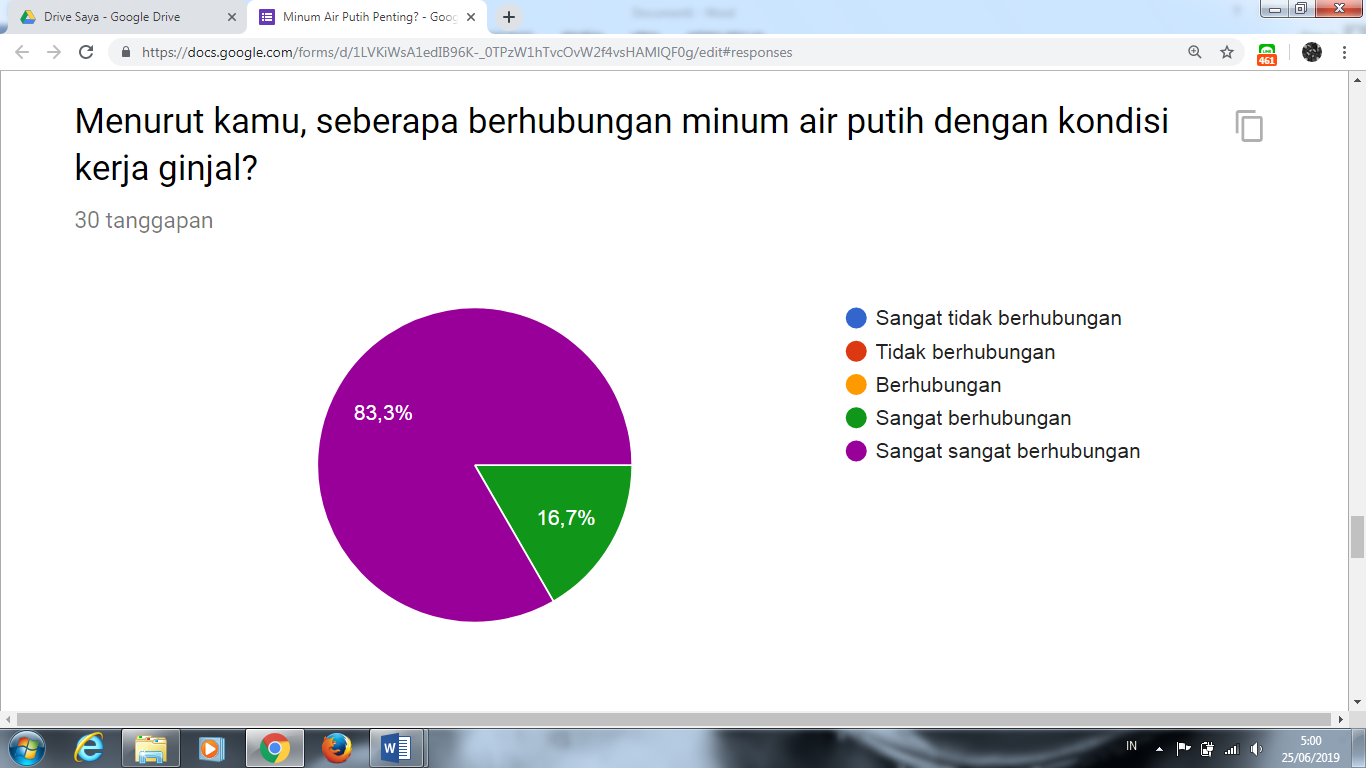 Drive Saya - Google Drive
Minum Air Putih Penting? - Goog
https://docs.google.com/forms/d/1LVKiWsA1edIB96K-_0TPzW1hTvcOvW2f4vsHAMlQF0g/edit#responses
461
Menurut kamu, seberapa berhubungan minum air putih dengan kondisi
kerja ginjal?
30 tanggapan
83,3%
16,7%
Sangat tidak berhubungan
Tidak berhubungan
Berhubungan
Sangat berhubungan
Sangat sangat berhubungan
IN
5:00
25/06/2019